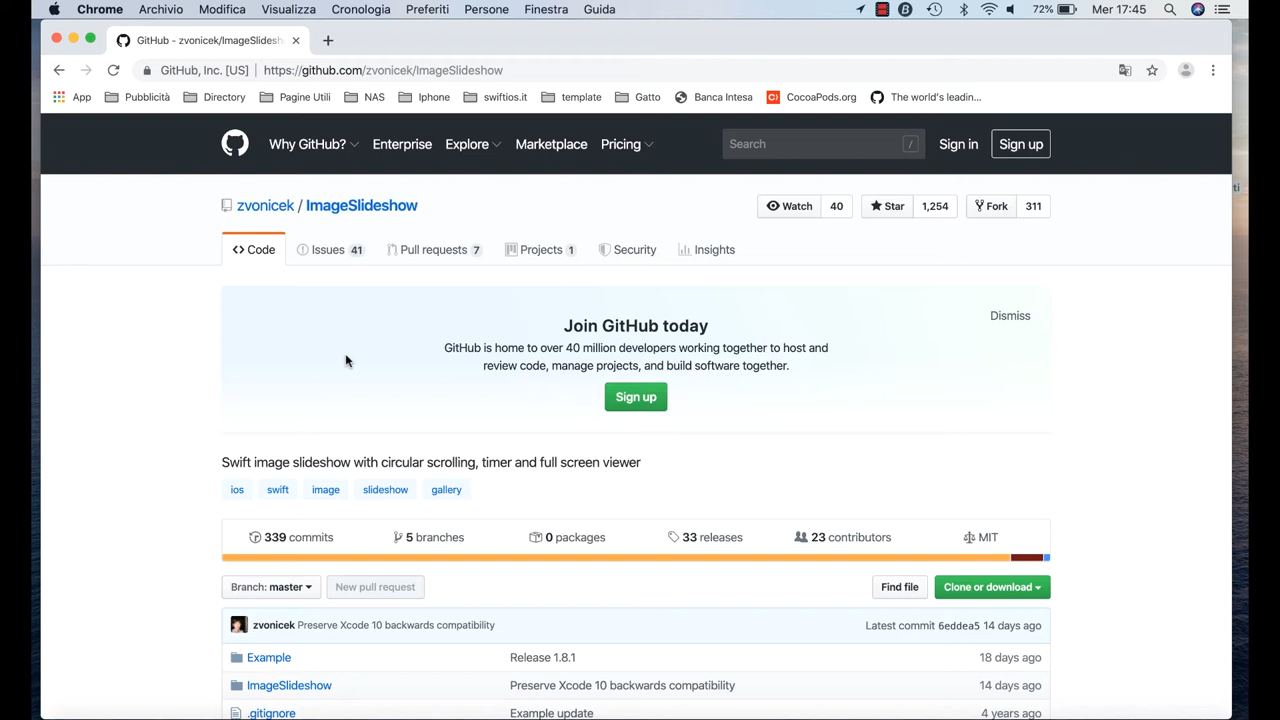 Chrome Archivio Modifica Visualizza Cronologia Preferiti Persone Finestra Guida 72% Mer 17:45
GitHub - zvonicek/ImageSlidesh
GitHub, Inc. [US] https://github.com/zvonicek/ImageSlideshow
App Pubblicità Directory Pagine Utili NAS Iphone swiftios.it template Gatto Banca Intesa CocoaPods.org The world's leadin...
Why GitHub? Enterprise Explore Marketplace Pricing Search / Sign in Sign up
ti
zvonicek / ImageSlideshow Watch 40 Star 1,254 Fork 311
Code Issues 41 Pull requests 7 Projects 1 Security Insights
Dismiss
Join GitHub today
GitHub is home to over 40 million developers working together to host and
review code, manage projects, and build software together.
Sign up
Swift image slideshow with circular scrolling, timer and full screen viewer
ios swift image slideshow gallery
339 commits 5 branches 0 packages 33 releases 23 contributors MIT
Branch: master New pull request Find file Clone or download
zvonicek Preserve Xcode 10 backwards compatibility Latest commit 6eddea5 14 days ago
Example Release 1.8.1 18 days ago
ImageSlideshow Preserve Xcode 10 backwards compatibility 14 days ago
.gitignore Example update 4 years ago